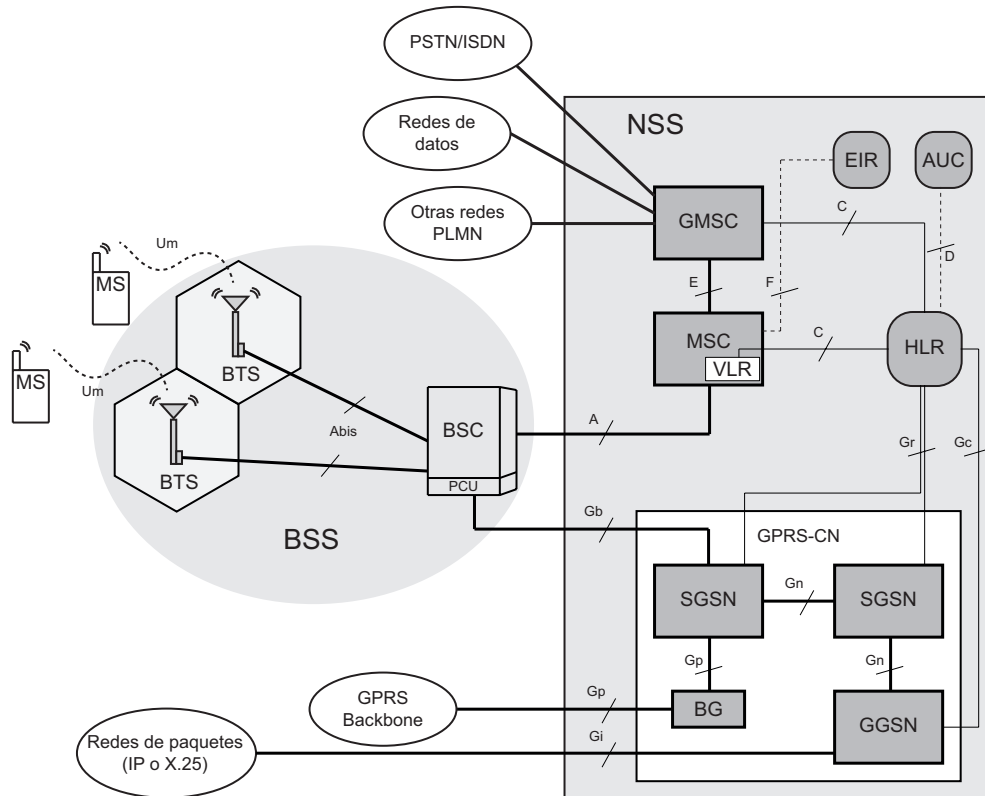 PSTN/ISDN
NSS
Redes de
datos
EIR
AUC
Otras redes
PLMN
GMSC
C
D
Um
MS
E
F
BTS
MSC
VLR
C
HLR
MS
Um
BTS
Abis
BSC
PCU
A
Gr
Gc
BSS
Gb
GPRS-CN
SGSN
Gn
SGSN
Gp
Gn
GPRS
Backbone
Gp
BG
GGSN
Redes de paquetes
(IP o X.25)
Gi